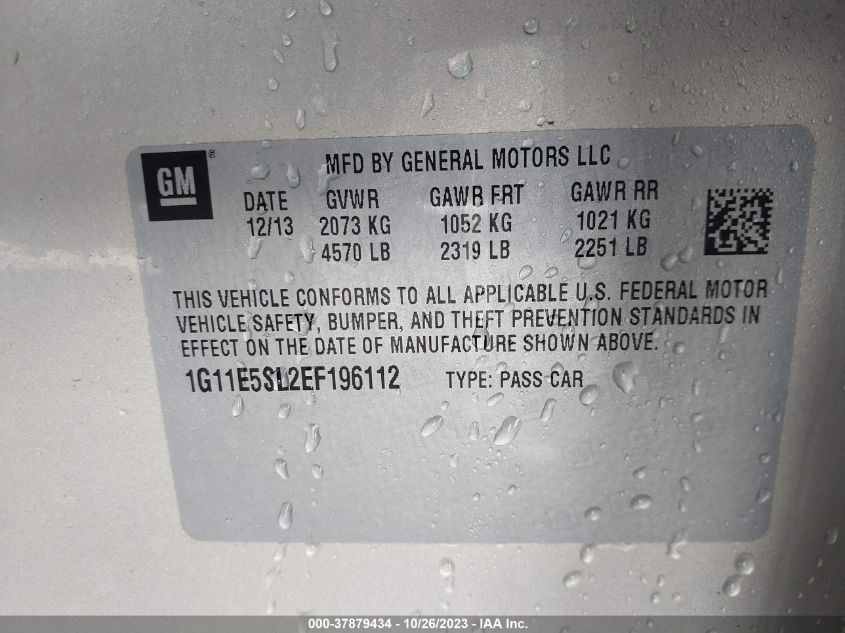 GM ®
MFD BY GENERAL MOTORS LLC
DATE GVWR GAWR FRT GAWR RR
12/13 2073 KG 1052 KG 1021 KG
4570 LB 2319 LB 2251 LB
THIS VEHICLE CONFORMS TO ALL APPLICABLE U.S. FEDERAL MOTOR
VEHICLE SAFETY, BUMPER, AND THEFT PREVENTION STANDARDS IN
EFFECT ON THE DATE OF MANUFACTURE SHOWN ABOVE.
1G11E5SL2EF196112 TYPE: PASS CAR
000-37879434 - 10/26/2023 - IAA Inc.